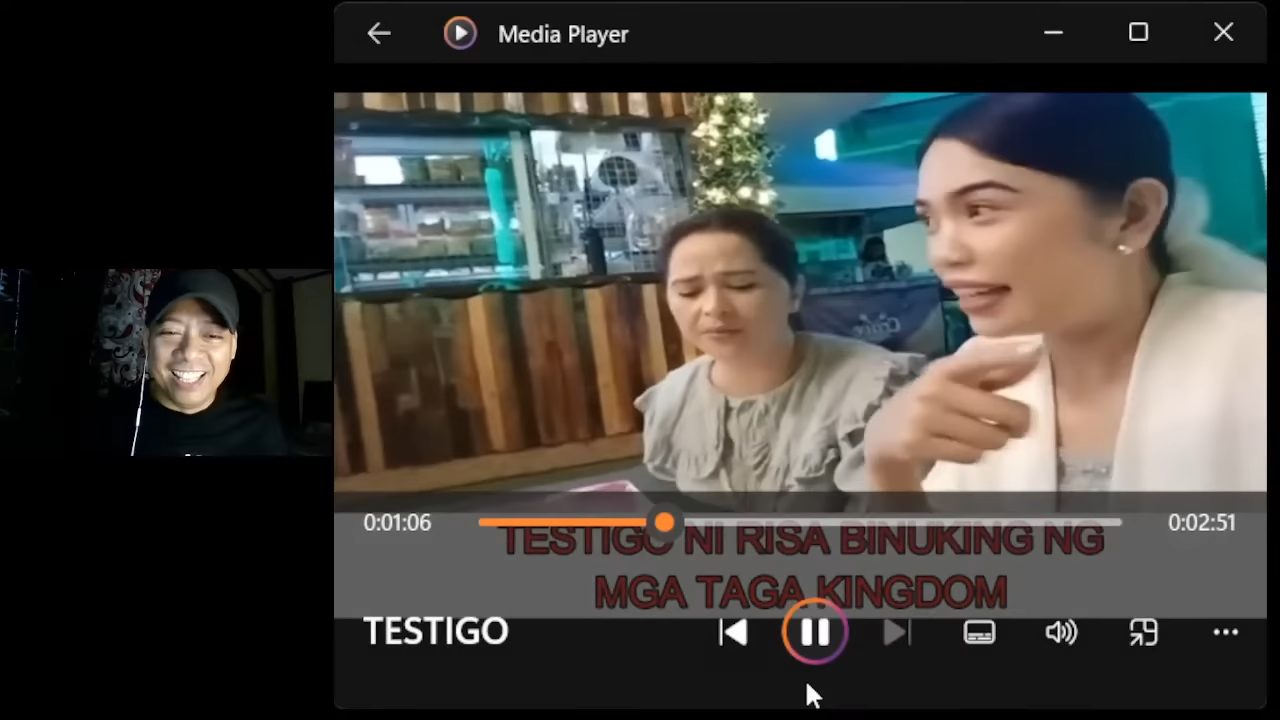 Media Player
0:01:06
0:02:51
TESTIGO NI RISA BINUKING NG
MGA TAGA KINGDOM
TESTIGO